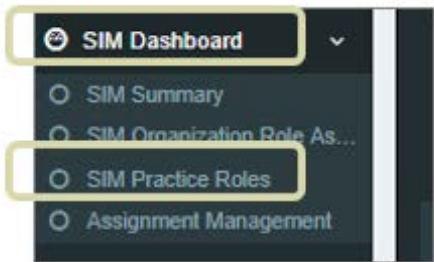 SIM Dashboard
SIM Summary
SIM Organization Role As...
SIM Practice Roles
Assignment Management